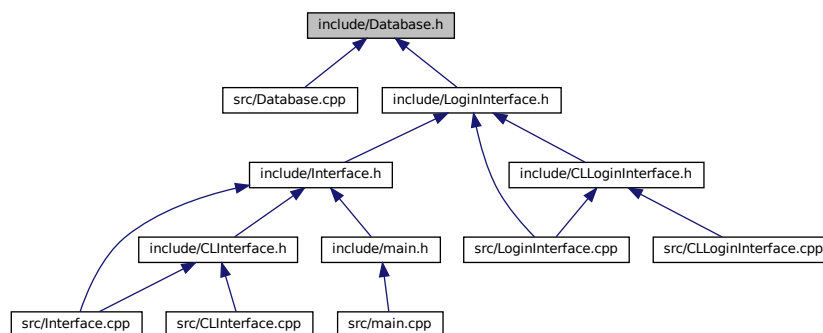 include/Database.h
src/Database.cpp
include/LoginInterface.h
include/Interface.h
include/CLLoginInterface.h
include/CLInterface.h
include/main.h
src/LoginInterface.cpp
src/CLLoginInterface.cpp
src/Interface.cpp
src/CLInterface.cpp
src/main.cpp